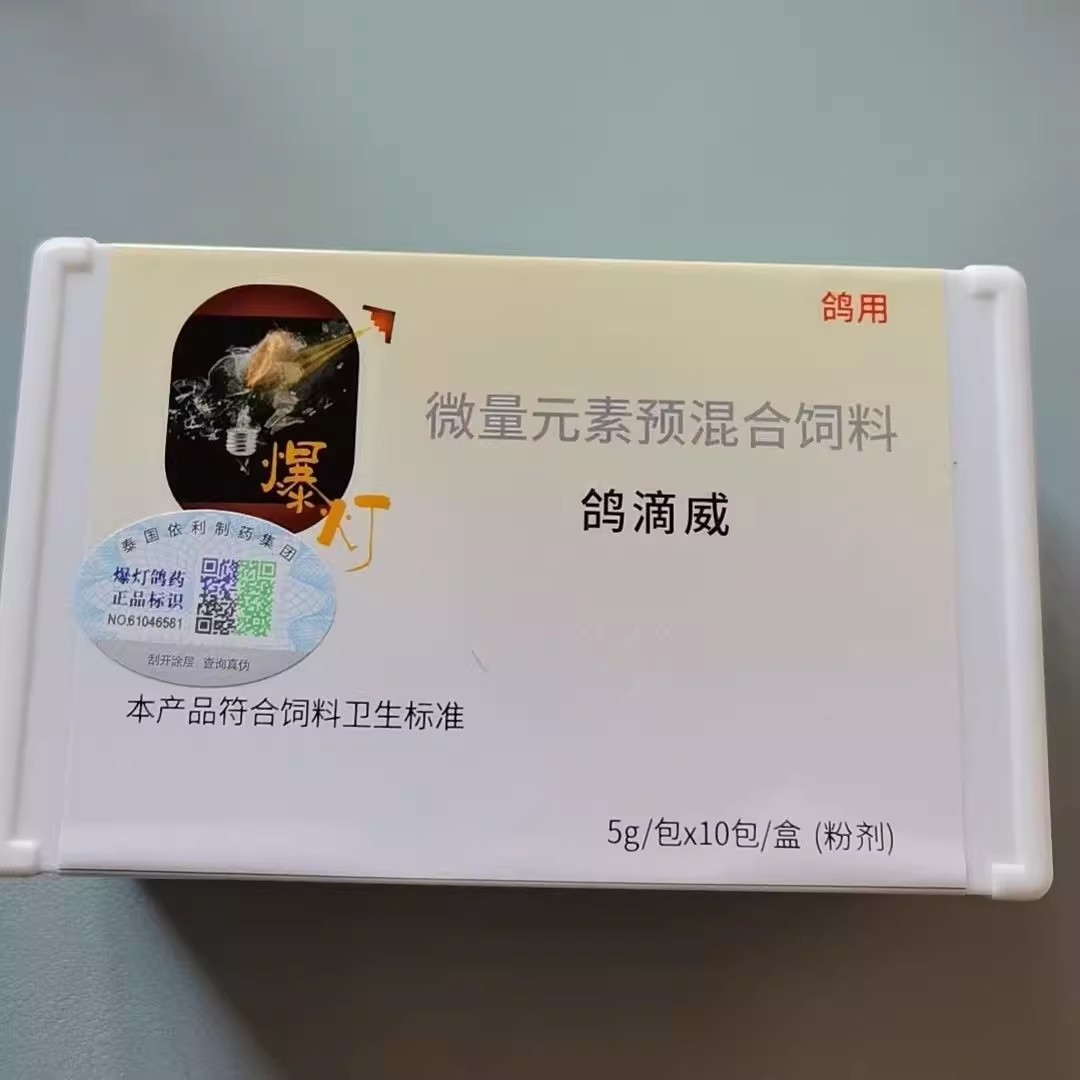 鸽用
微量元素预混合饲料
鸽滴威
爆灯
泰国依利制药集团
爆灯鸽药
正品标识
NO:61046581
刮开涂层 查询真伪
本产品符合饲料卫生标准
5g/包x10包/盒 (粉剂)